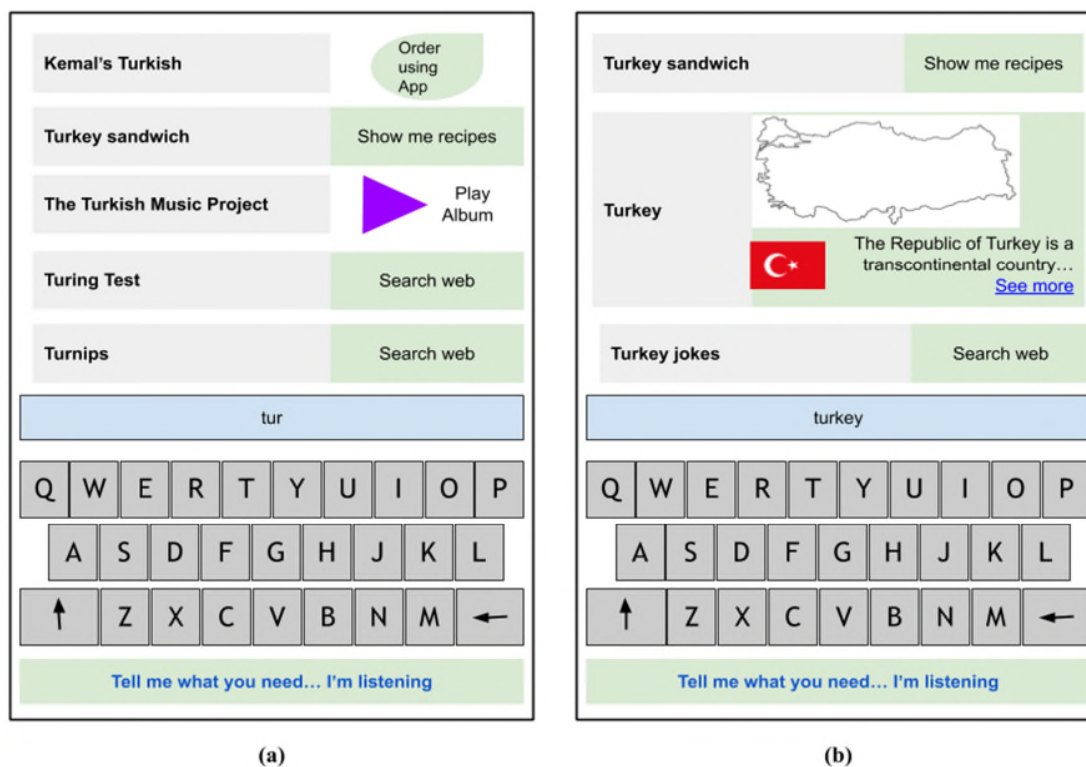 Kemal's Turkish
Order
using
App
Turkey sandwich
Show me recipes
The Turkish Music Project
Play
Album
Turing Test
Search web
Turnips
Search web
tur
Q W E R T Y U I O P
A S D F G H J K L
Z X C V B N M
Tell me what you need... I'm listening
(a)
Turkey sandwich
Show me recipes
Turkey
The Republic of Turkey is a
transcontinental country...
See more
Turkey jokes
Search web
turkey
Q W E R T Y U I O P
A S D F G H J K L
Z X C V B N M
Tell me what you need... I'm listening
(b)